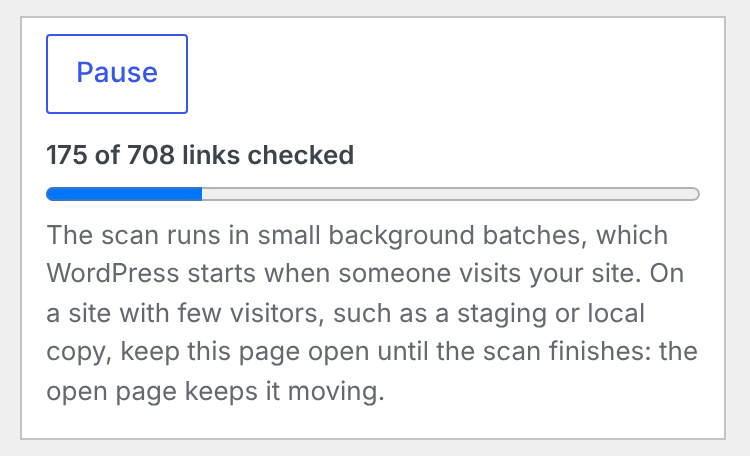 Pause
175 of 708 links checked
The scan runs in small background batches, which
WordPress starts when someone visits your site. On
a site with few visitors, such as a staging or local
copy, keep this page open until the scan finishes: the
open page keeps it moving.